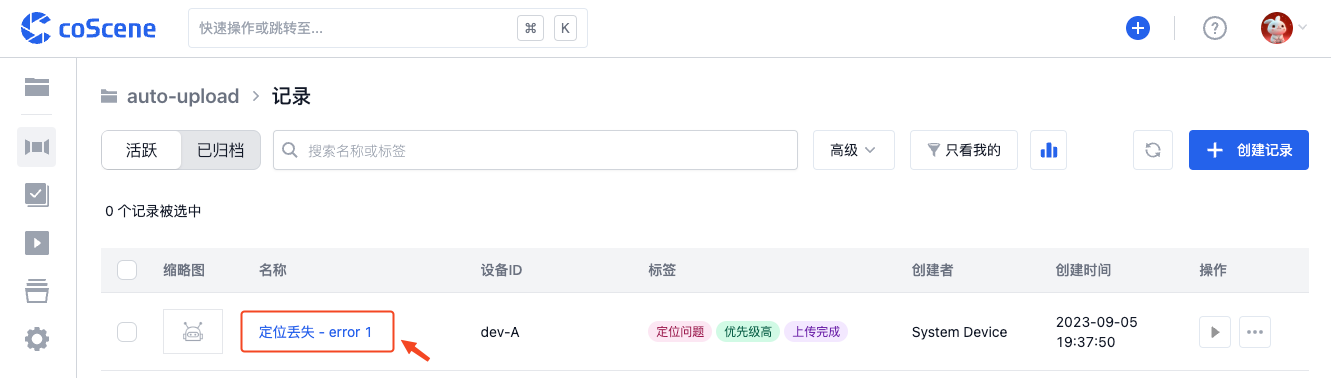 coScene
快速操作或跳转至... ⌘ K
auto-upload > 记录
活跃 已归档 搜索名称或标签 高级 只看我的 创建记录
0 个记录被选中
缩略图 名称 设备ID 标签 创建者 创建时间 操作
定位丢失 - error 1 dev-A 定位问题 优先级高 上传完成 System Device 2023-09-05
19:37:50